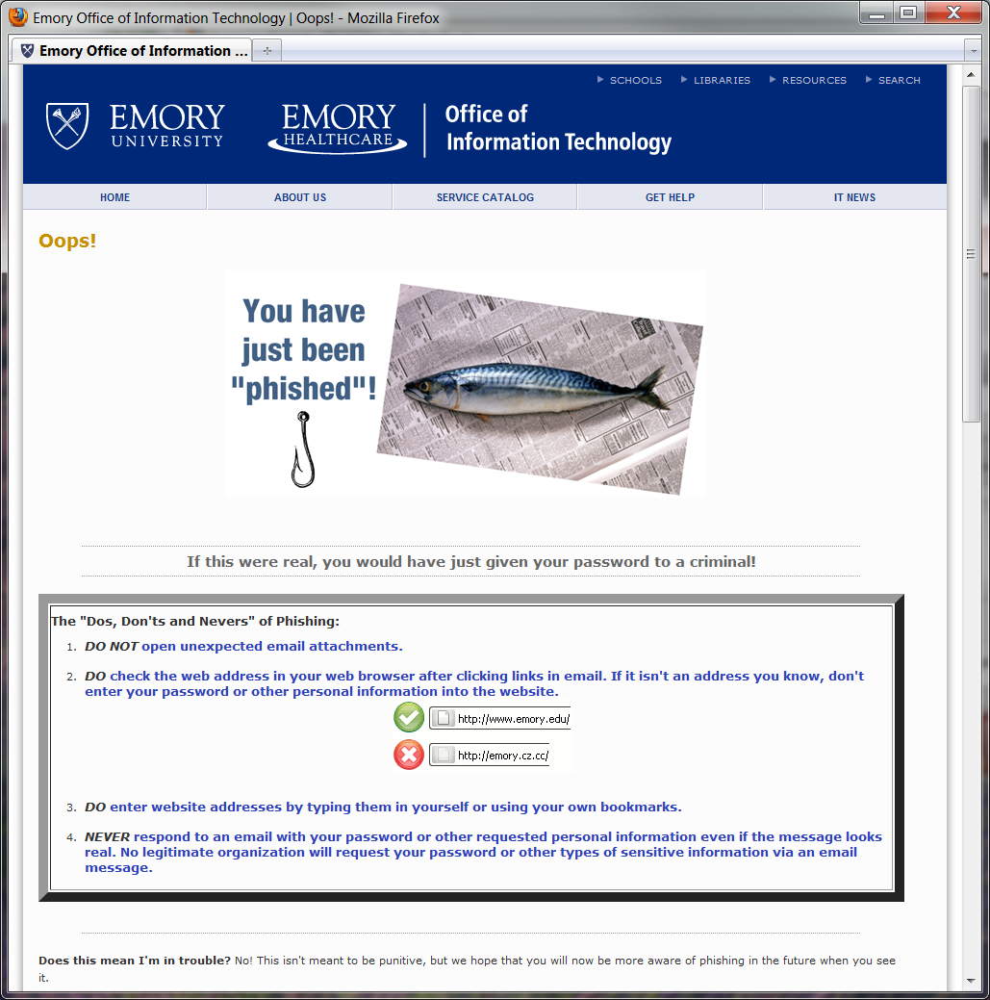 Emory Office of Information Technology | Oops! - Mozilla Firefox
Emory Office of Information ...
SCHOOLS LIBRARIES RESOURCES SEARCH
EMORY
UNIVERSITY
EMORY
HEALTHCARE
Office of
Information Technology
HOME ABOUT US SERVICE CATALOG GET HELP IT NEWS
Oops!
You have
just been
"phished"!
If this were real, you would have just given your password to a criminal!
The "Dos, Don'ts and Nevers" of Phishing:
1. DO NOT open unexpected email attachments.
2. DO check the web address in your web browser after clicking links in email. If it isn't an address you know, don't
enter your password or other personal information into the website.
http://www.emory.edu/
http://emory.cz.cc/
3. DO enter website addresses by typing them in yourself or using your own bookmarks.
4. NEVER respond to an email with your password or other requested personal information even if the message looks
real. No legitimate organization will request your password or other types of sensitive information via an email
message.
Does this mean I'm in trouble? No! This isn't meant to be punitive, but we hope that you will now be more aware of phishing in the future when you see
it.